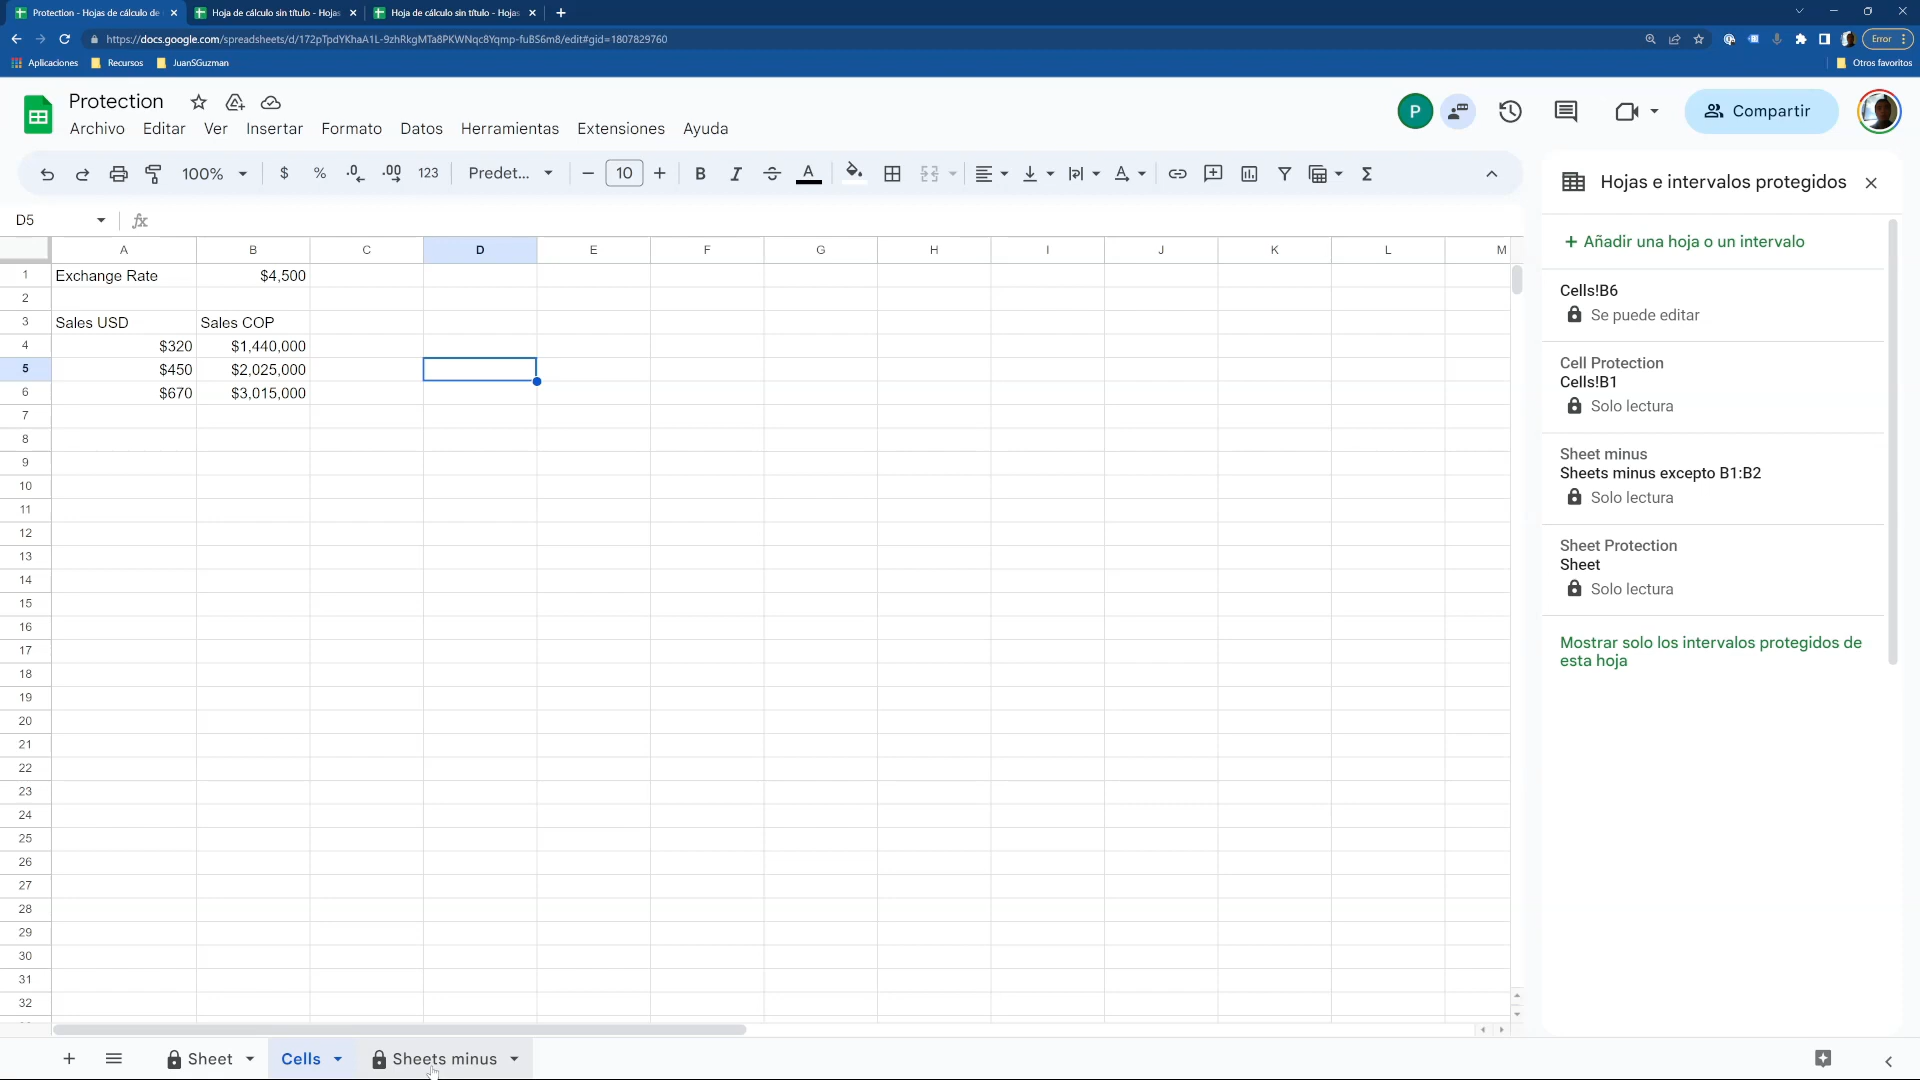 Protection - Hojas de cálculo de
Hoja de cálculo sin título - Hojas
Hoja de cálculo sin título - Hojas
https://docs.google.com/spreadsheets/d/172pTpdYKhaA1L-9zhRkgMTa8PKWNqc8Yqmp-fuBS6m8/edit#gid=1807829760
Error
Aplicaciones
Recursos
JuanSGuzman
Otros favoritos
Protection
P
Compartir
Archivo Editar Ver Insertar Formato Datos Herramientas Extensiones Ayuda
100% $ % .0 .00 123 Predet... 10 B I A Σ
D5
fx
A B C D E F G H I J K L M
1 Exchange Rate $4,500
2
3 Sales USD Sales COP
4 $320 $1,440,000
5 $450 $2,025,000
6 $670 $3,015,000
7
8
9
10
11
12
13
14
15
16
17
18
19
20
21
22
23
24
25
26
27
28
29
30
31
32
Hojas e intervalos protegidos
+ Añadir una hoja o un intervalo
Cells!B6
Se puede editar
Cell Protection
Cells!B1
Solo lectura
Sheet minus
Sheets minus excepto B1:B2
Solo lectura
Sheet Protection
Sheet
Solo lectura
Mostrar solo los intervalos protegidos de
esta hoja
Sheet
Cells
Sheets minus